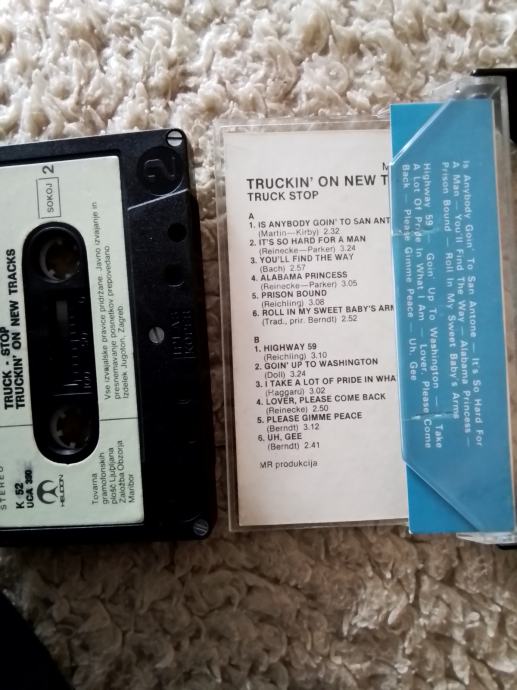 TRUCK - STOP
TRUCKIN' ON NEW TRACKS
SOKOJ 2
2
Vse izvajalske pravice pridržane. Javno izvajanje in
presnemavanje posnetkov prepovedano
Izdelek Jugoton, Zagreb
STEREO
K 52
UCA 390
HELIDON
Tovarna
gramofonskih
plošč Ljubljana
Založba Obzorja
Maribor
M
TRUCKIN' ON NEW T
TRUCK STOP
A
1. IS ANYBODY GOIN' TO SAN ANT
(Martin—Kirby) 2.32
2. IT'S SO HARD FOR A MAN
(Reinecke—Parker) 3.24
3. YOU'LL FIND THE WAY
(Bach) 2.57
4. ALABAMA PRINCESS
(Reinecke—Parker) 3.05
5. PRISON BOUND
(Reichling) 3.08
6. ROLL IN MY SWEET BABY'S ARM
(Trad., prir. Berndt) 2.52
B
1. HIGHWAY 59
(Reichling) 3.10
2. GOIN' UP TO WASHINGTON
(Doll) 3.24
3. I TAKE A LOT OF PRIDE IN WHA
(Haggaru) 3.02
4. LOVER, PLEASE COME BACK
(Reinecke) 2.50
5. PLEASE GIMME PEACE
(Berndt) 3.12
6. UH, GEE
(Berndt) 2.41
MR produkcija
Is Anybody Goin' To San Antone — It's So Hard For
A Man — You'll Find The Way — Alabama Princess —
Prison Bound — Roll In My Sweet Baby's Arms
Highway 59 — Goin' Up To Washington — I Take
A Lot Of Pride In What I Am — Lover, Please Come
Back — Please Gimme Peace — Uh, Gee